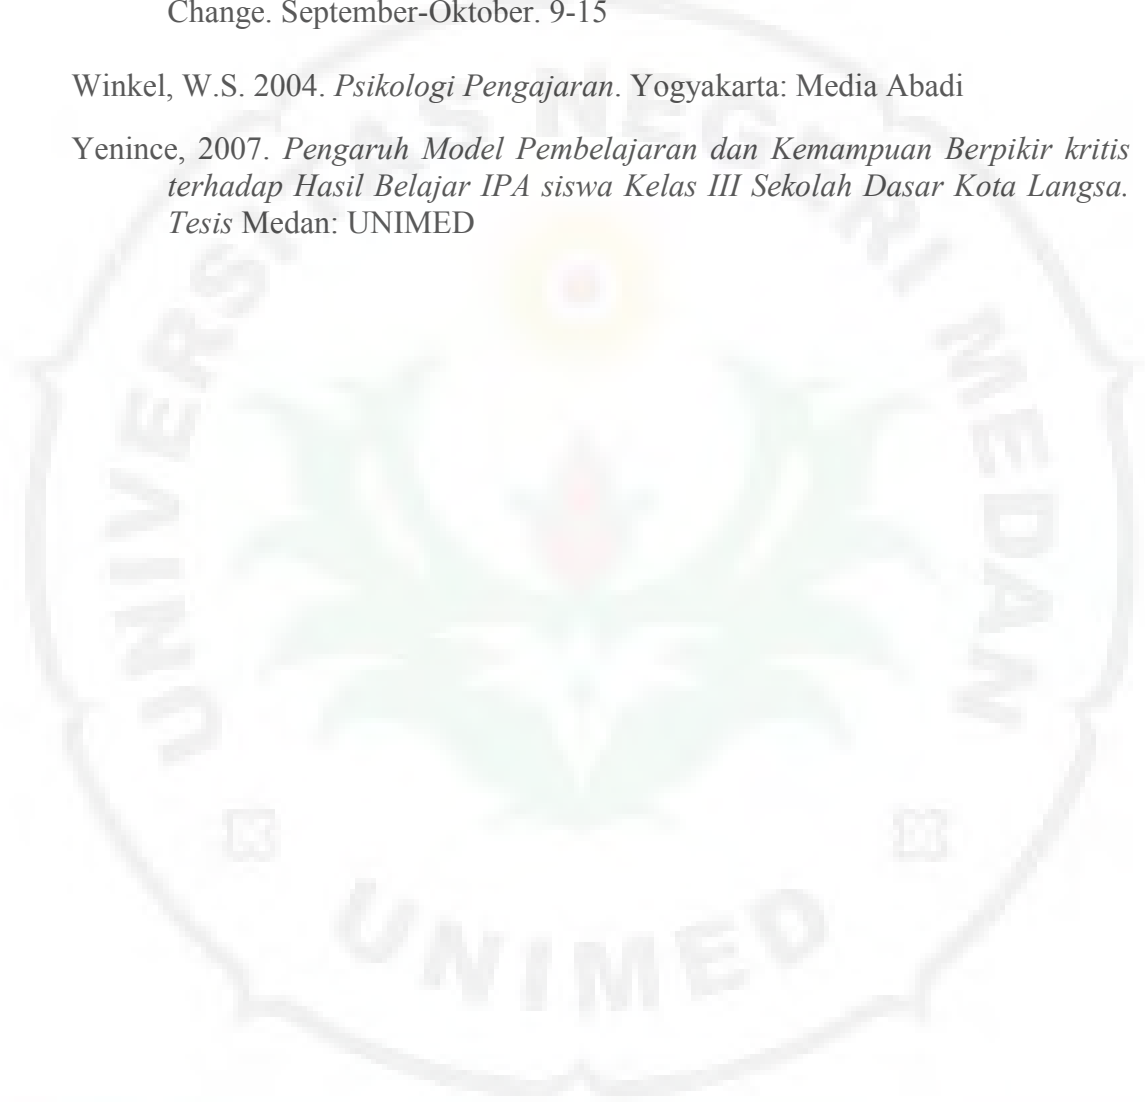 Change. September-Oktober. 9-15
Winkel, W.S. 2004. Psikologi Pengajaran. Yogyakarta: Media Abadi
Yenince, 2007. Pengaruh Model Pembelajaran dan Kemampuan Berpikir kritis
terhadap Hasil Belajar IPA siswa Kelas III Sekolah Dasar Kota Langsa.
Tesis Medan: UNIMED
UNIVERSITAS NEGERI MEDAN
UNIMED